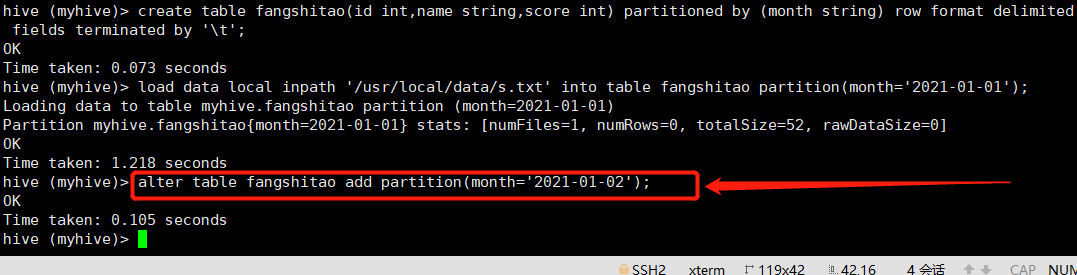 hive (myhive)> create table fangshitao(id int,name string,score int) partitioned by (month string) row format delimited
 fields terminated by '\t';
OK
Time taken: 0.073 seconds
hive (myhive)> load data local inpath '/usr/local/data/s.txt' into table fangshitao partition(month='2021-01-01');
Loading data to table myhive.fangshitao partition (month=2021-01-01)
Partition myhive.fangshitao{month=2021-01-01} stats: [numFiles=1, numRows=0, totalSize=52, rawDataSize=0]
OK
Time taken: 1.218 seconds
hive (myhive)> alter table fangshitao add partition(month='2021-01-02');
OK
Time taken: 0.105 seconds
hive (myhive)>
SSH2 xterm 119x42 42,16 4 会话 CAP NUM